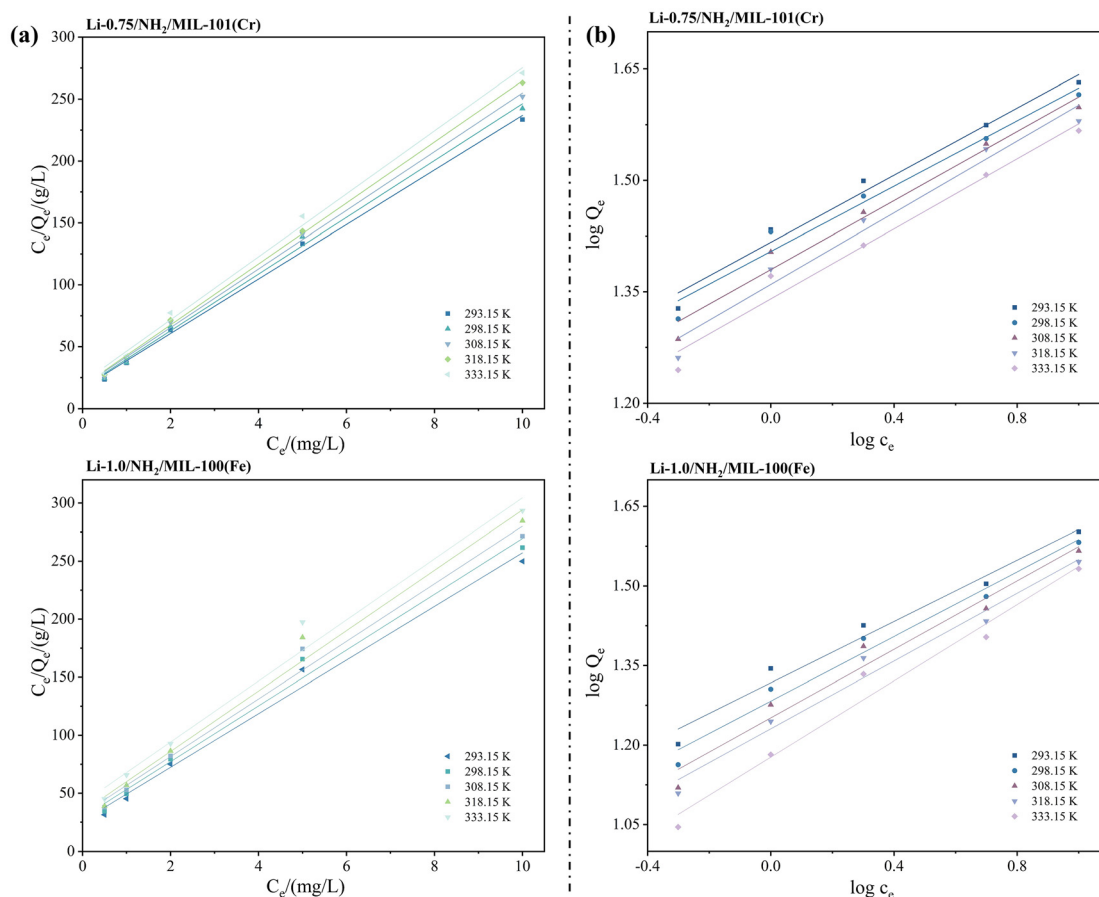 (a)
Li-0.75/NH₂/MIL-101(Cr)
300
250
200
150
100
50
0
Cₑ/Qₑ/(g/L)
0 2 4 6 8 10
Cₑ/(mg/L)
293.15 K
298.15 K
308.15 K
318.15 K
333.15 K
Li-1.0/NH₂/MIL-100(Fe)
300
250
200
150
100
50
0
Cₑ/Qₑ/(g/L)
0 2 4 6 8 10
Cₑ/(mg/L)
293.15 K
298.15 K
308.15 K
318.15 K
333.15 K
(b)
Li-0.75/NH₂/MIL-101(Cr)
1.65
1.50
1.35
1.20
log Qₑ
-0.4 0.0 0.4 0.8
log cₑ
293.15 K
298.15 K
308.15 K
318.15 K
333.15 K
Li-1.0/NH₂/MIL-100(Fe)
1.65
1.50
1.35
1.20
1.05
log Qₑ
-0.4 0.0 0.4 0.8
log cₑ
293.15 K
298.15 K
308.15 K
318.15 K
333.15 K